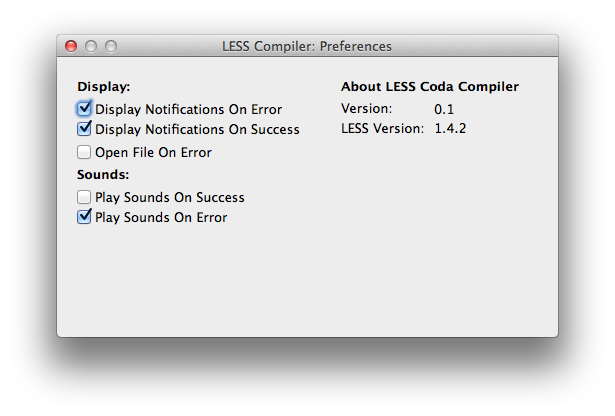 LESS Compiler: Preferences
Display:
Display Notifications On Error
Display Notifications On Success
Open File On Error
Sounds:
Play Sounds On Success
Play Sounds On Error
About LESS Coda Compiler
Version: 0.1
LESS Version: 1.4.2